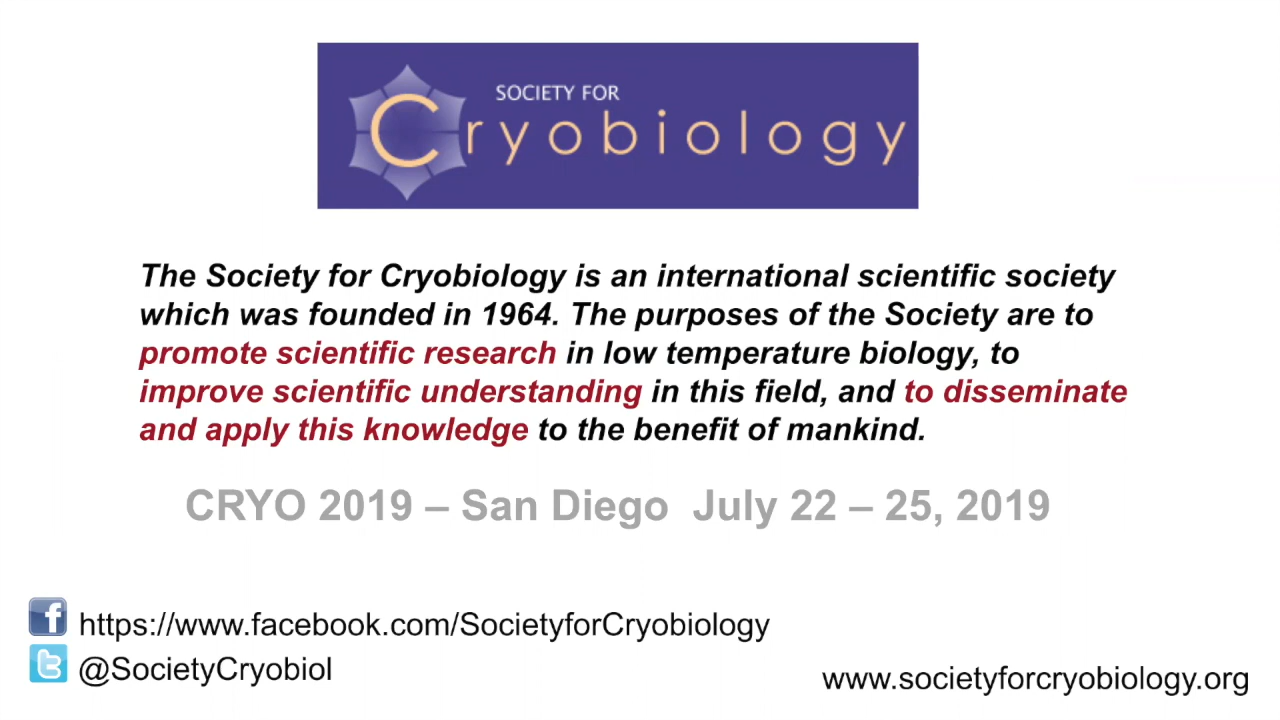 SOCIETY FOR
Cryobiology
The Society for Cryobiology is an international scientific society
which was founded in 1964. The purposes of the Society are to
promote scientific research in low temperature biology, to
improve scientific understanding in this field, and to disseminate
and apply this knowledge to the benefit of mankind.
CRYO 2019 – San Diego July 22 – 25, 2019
https://www.facebook.com/SocietyforCryobiology
@SocietyCryobiol
www.societyforcryobiology.org